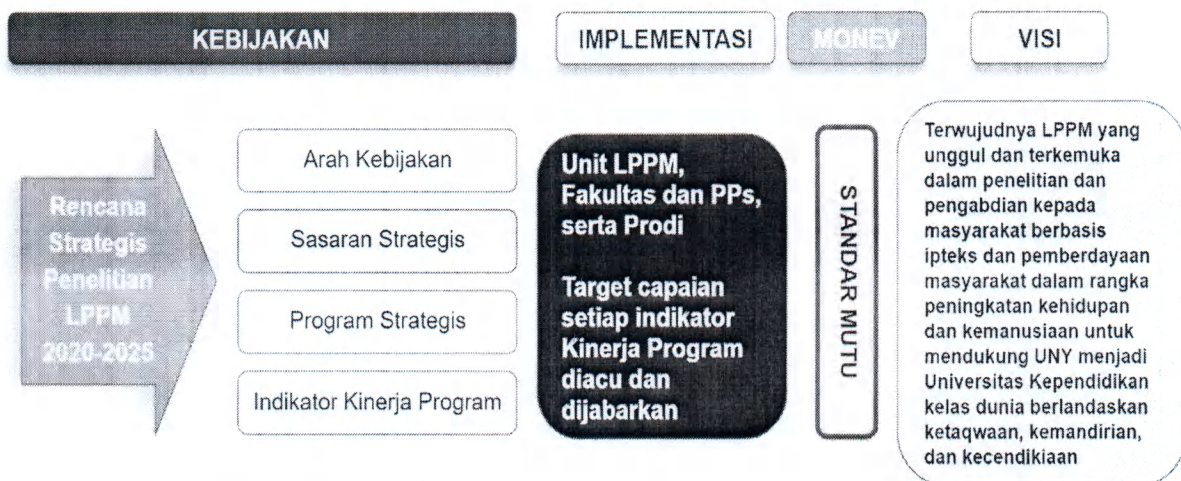 KEBIJAKAN
IMPLEMENTASI
MONEV
VISI
Rencana
Strategis
Penelitian
LPPM
2020-2025
Arah Kebijakan
Sasaran Strategis
Program Strategis
Indikator Kinerja Program
Unit LPPM,
Fakultas dan PPs,
serta Prodi
Target capaian
setiap indikator
Kinerja Program
diacu dan
dijabarkan
STANDAR MUTU
Terwujudnya LPPM yang
unggul dan terkemuka
dalam penelitian dan
pengabdian kepada
masyarakat berbasis
ipteks dan pemberdayaan
masyarakat dalam rangka
peningkatan kehidupan
dan kemanusiaan untuk
mendukung UNY menjadi
Universitas Kependidikan
kelas dunia berlandaskan
ketaqwaan, kemandirian,
dan kecendikiaan